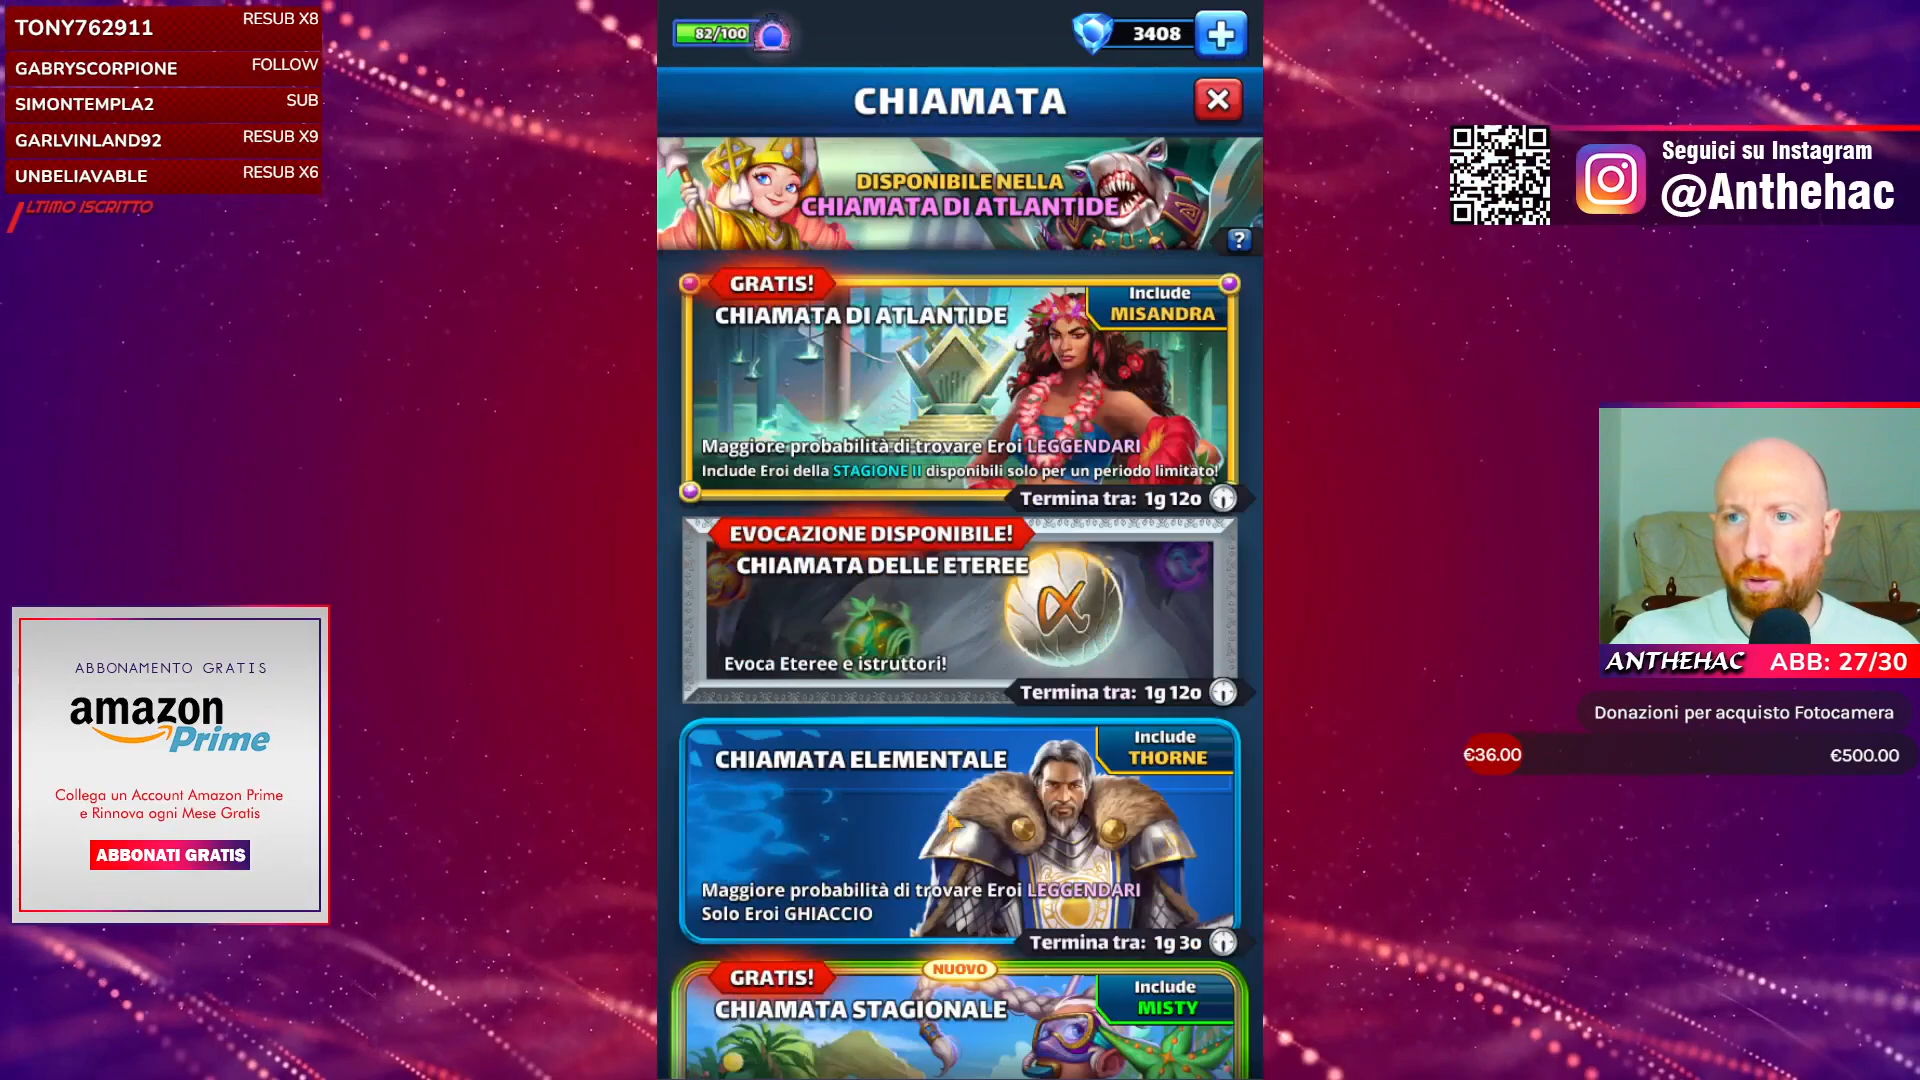 TONY762911 RESUB X8
GABRYSCORPIONE FOLLOW
SIMONTEMPLA2 SUB
GARLVINLAND92 RESUB X9
UNBELIAVABLE RESUB X6
LTIMO ISCRITTO
82/100
3408
CHIAMATA
DISPONIBILE NELLA
CHIAMATA DI ATLANTIDE
?
GRATIS!
CHIAMATA DI ATLANTIDE
Include
MISANDRA
Maggiore probabilità di trovare Eroi LEGGENDARI
Include Eroi della STAGIONE II disponibili solo per un periodo limitato!
Termina tra: 1g 12o
EVOCAZIONE DISPONIBILE!
CHIAMATA DELLE ETEREE
Evoca Eteree e istruttori!
Termina tra: 1g 12o
CHIAMATA ELEMENTALE
Include
THORNE
Maggiore probabilità di trovare Eroi LEGGENDARI
Solo Eroi GHIACCIO
Termina tra: 1g 3o
GRATIS!
NUOVO
CHIAMATA STAGIONALE
Include
MISTY
Seguici su Instagram
@Anthehac
ANTHEHAC ABB: 27/30
Donazioni per acquisto Fotocamera
€36.00 €500.00
ABBONAMENTO GRATIS
amazon
Prime
Collega un Account Amazon Prime
e Rinnova ogni Mese Gratis
ABBONATI GRATIS